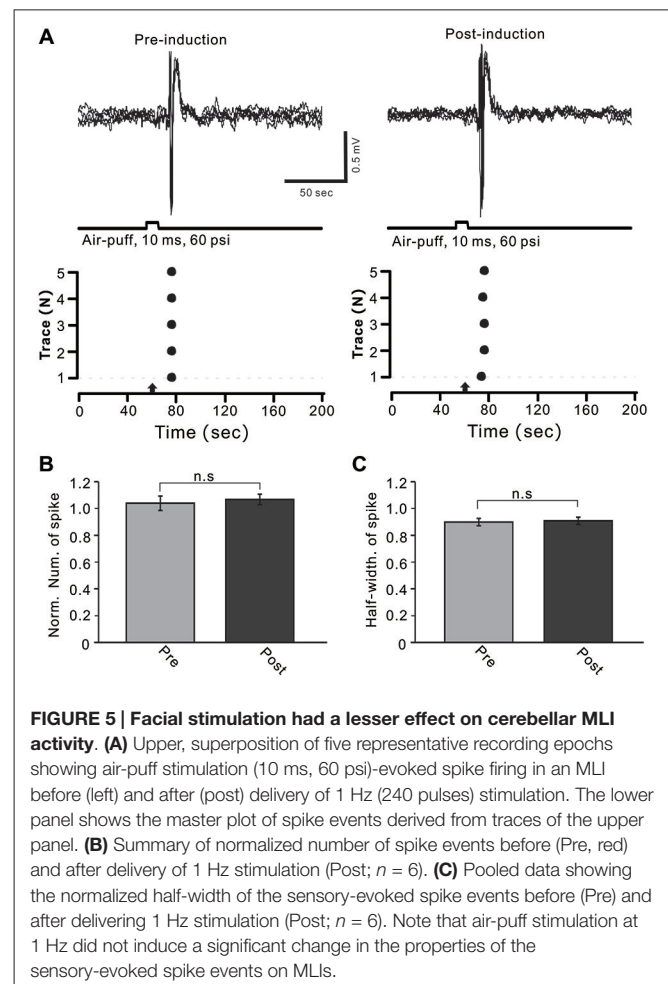 A
Pre-induction
Post-induction
0.5 mV
50 sec
Air-puff, 10 ms, 60 psi
Air-puff, 10 ms, 60 psi
5
4
3
2
1
Trace (N)
0 40 80 120 160 200
Time (sec)
5
4
3
2
1
Trace (N)
0 40 80 120 160 200
Time (sec)
B
1.2
1.0
0.8
0.6
0.4
0.2
0
Norm. Num. of spike
n.s
Pre
Post
C
1.2
1.0
0.8
0.6
0.4
0.2
0
Half-width. of spike
n.s
Pre
Post
FIGURE 5 | Facial stimulation had a lesser effect on cerebellar MLI
activity. (A) Upper, superposition of five representative recording epochs
showing air-puff stimulation (10 ms, 60 psi)-evoked spike firing in an MLI
before (left) and after (post) delivery of 1 Hz (240 pulses) stimulation. The lower
panel shows the master plot of spike events derived from traces of the upper
panel. (B) Summary of normalized number of spike events before (Pre, red)
and after delivery of 1 Hz stimulation (Post; n = 6). (C) Pooled data showing
the normalized half-width of the sensory-evoked spike events before (Pre) and
after delivering 1 Hz stimulation (Post; n = 6). Note that air-puff stimulation at
1 Hz did not induce a significant change in the properties of the
sensory-evoked spike events on MLIs.